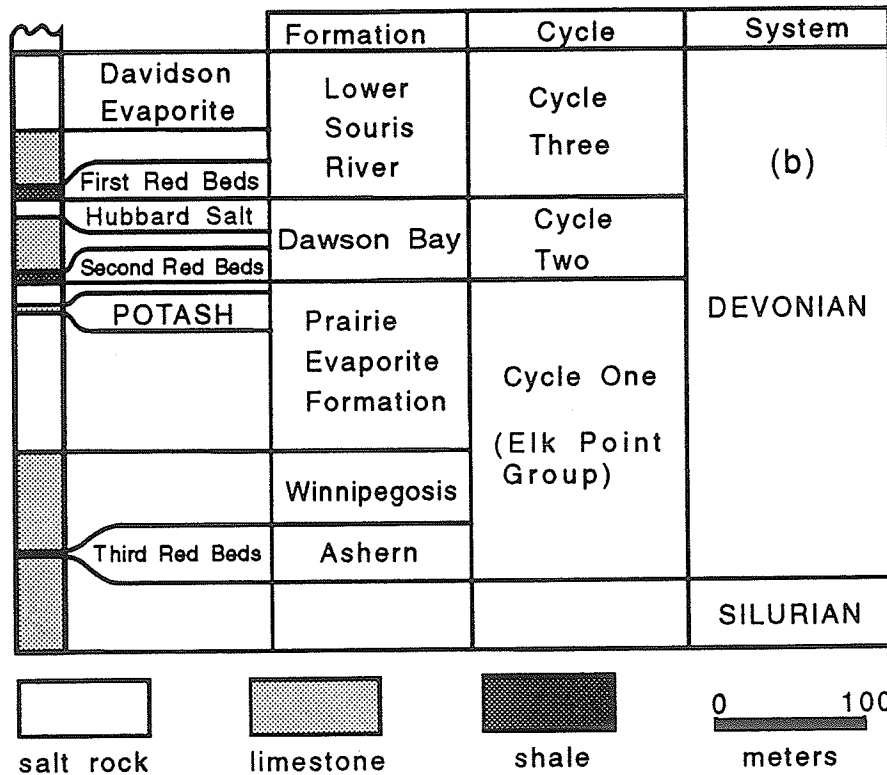 Formation Cycle System
Davidson
Evaporite
Lower
Souris
River
Cycle
Three
(b)
First Red Beds
Hubbard Salt
Second Red Beds
Dawson Bay
Cycle
Two
POTASH
Prairie
Evaporite
Formation
Cycle One
(Elk Point
Group)
DEVONIAN
Winnipegosis
Third Red Beds
Ashern
SILURIAN
salt rock
limestone
shale
0 100
meters